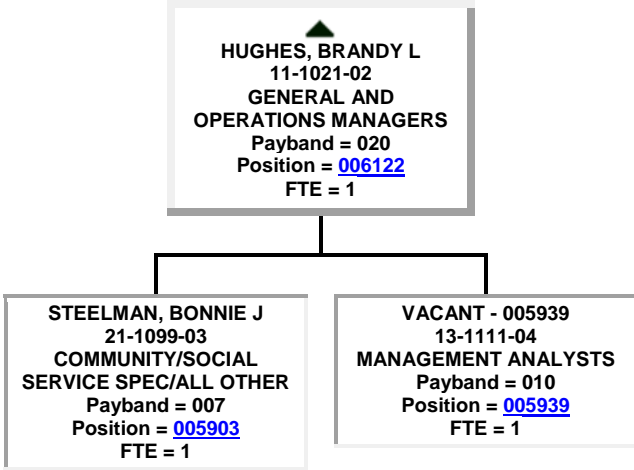 HUGHES, BRANDY L
11-1021-02
GENERAL AND
OPERATIONS MANAGERS
Payband = 020
Position = 006122
FTE = 1
STEELMAN, BONNIE J
21-1099-03
COMMUNITY/SOCIAL
SERVICE SPEC/ALL OTHER
Payband = 007
Position = 005903
FTE = 1
VACANT - 005939
13-1111-04
MANAGEMENT ANALYSTS
Payband = 010
Position = 005939
FTE = 1